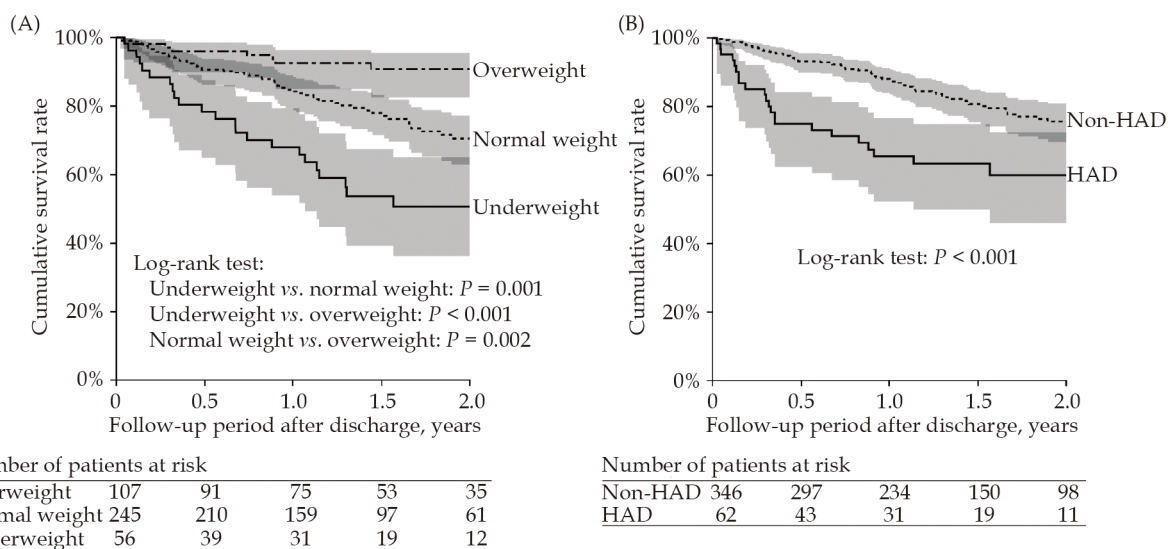 (A)
100%
80%
60%
40%
20%
0%
Cumulative survival rate
Overweight
Normal weight
Underweight
Log-rank test:
Underweight vs. normal weight: P = 0.001
Underweight vs. overweight: P < 0.001
Normal weight vs. overweight: P = 0.002
0 0.5 1.0 1.5 2.0
Follow-up period after discharge, years
nber of patients at risk
rweight 107 91 75 53 35
mal weight 245 210 159 97 61
erweight 56 39 31 19 12
(B)
100%
80%
60%
40%
20%
0%
Cumulative survival rate
Non-HAD
HAD
Log-rank test: P < 0.001
0 0.5 1.0 1.5 2.0
Follow-up period after discharge, years
Number of patients at risk
Non-HAD 346 297 234 150 98
HAD 62 43 31 19 11